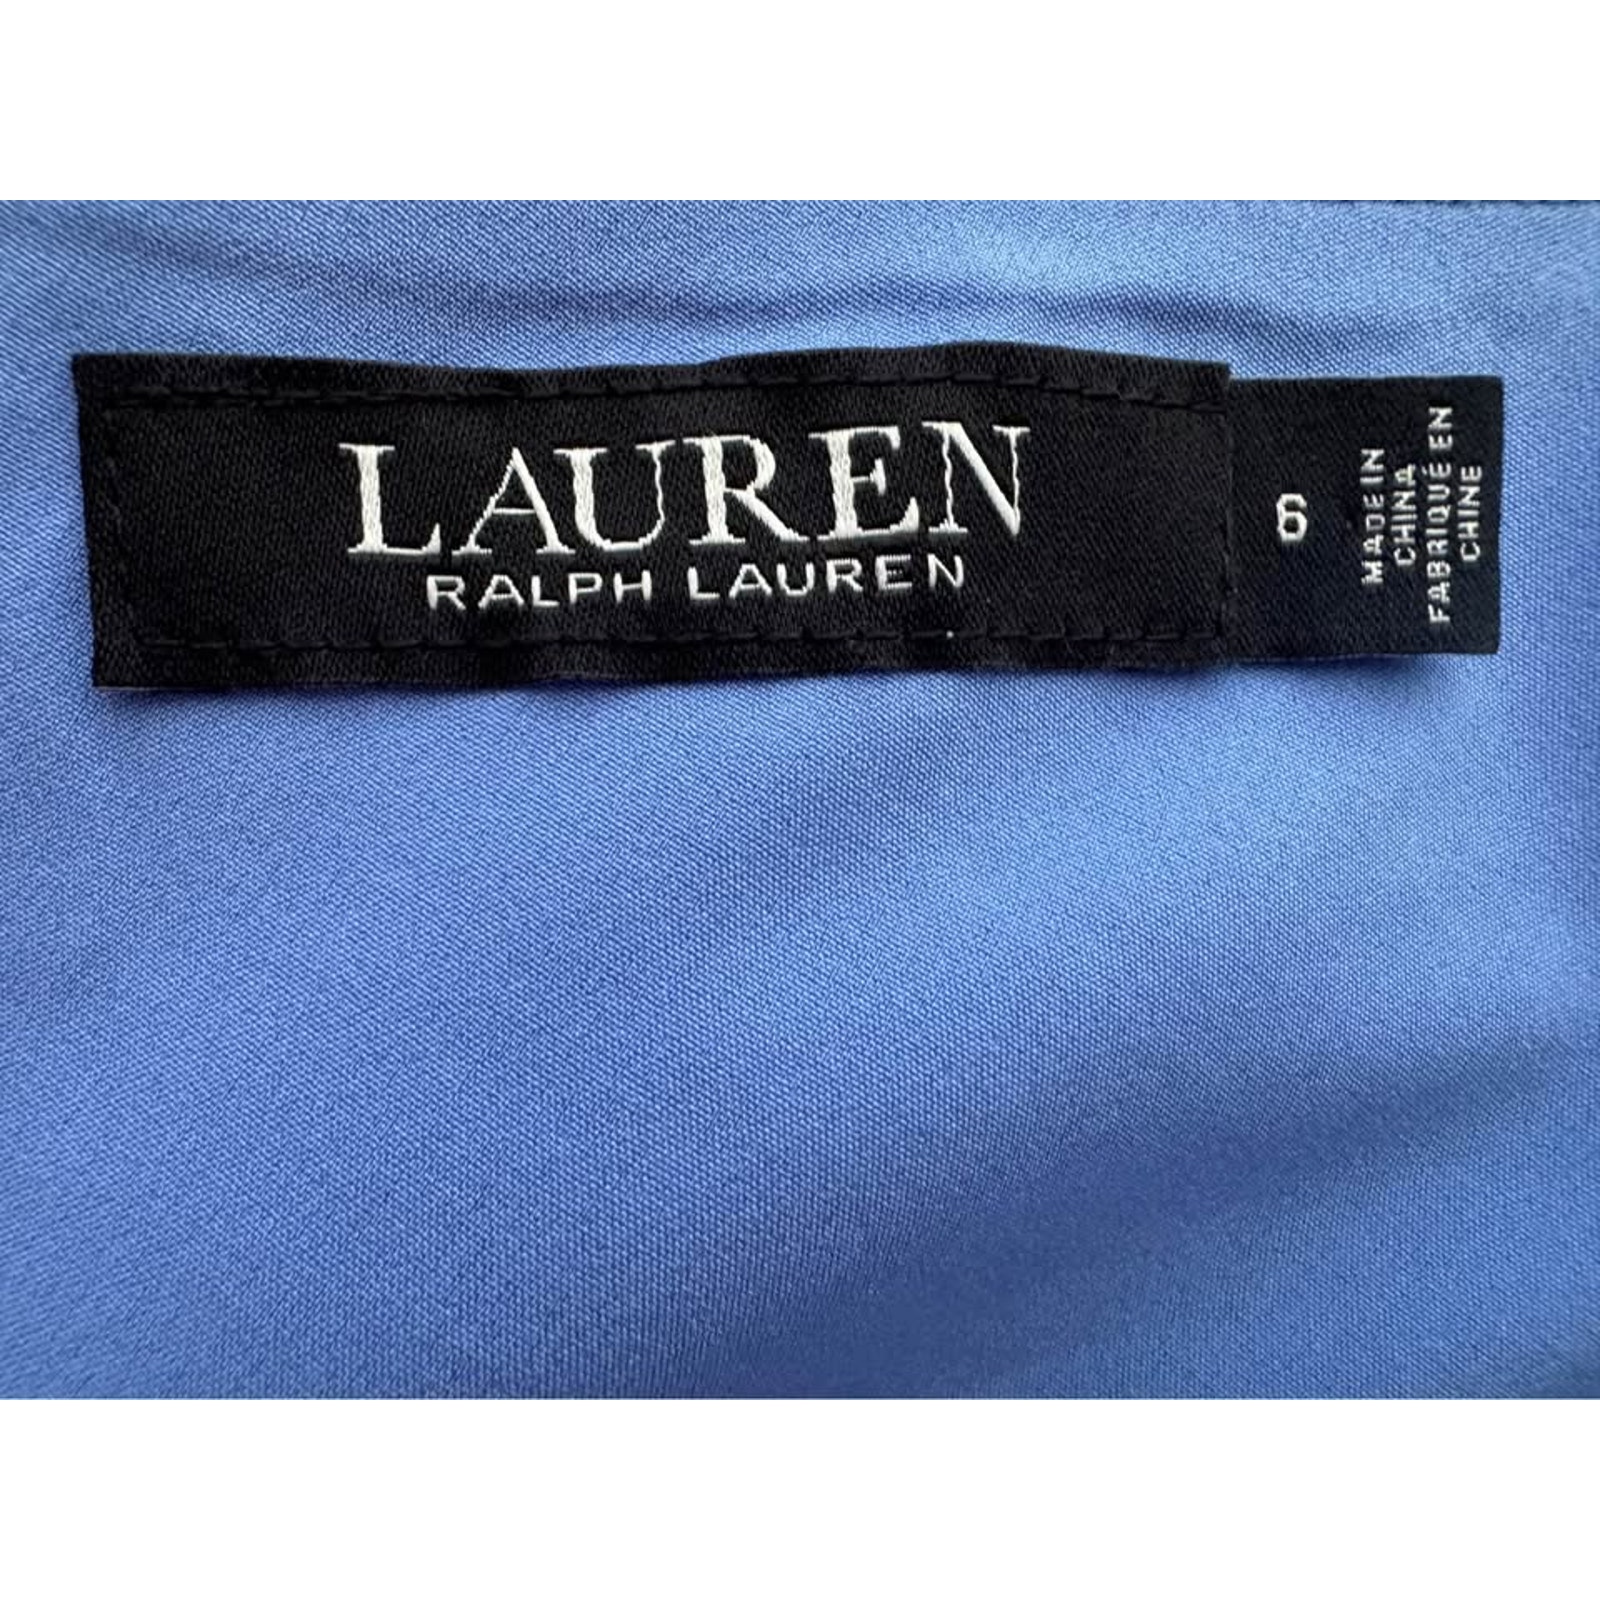 LAUREN
RALPH LAUREN
6
MADE IN
CHINA
FABRIQUÉ EN
CHINE